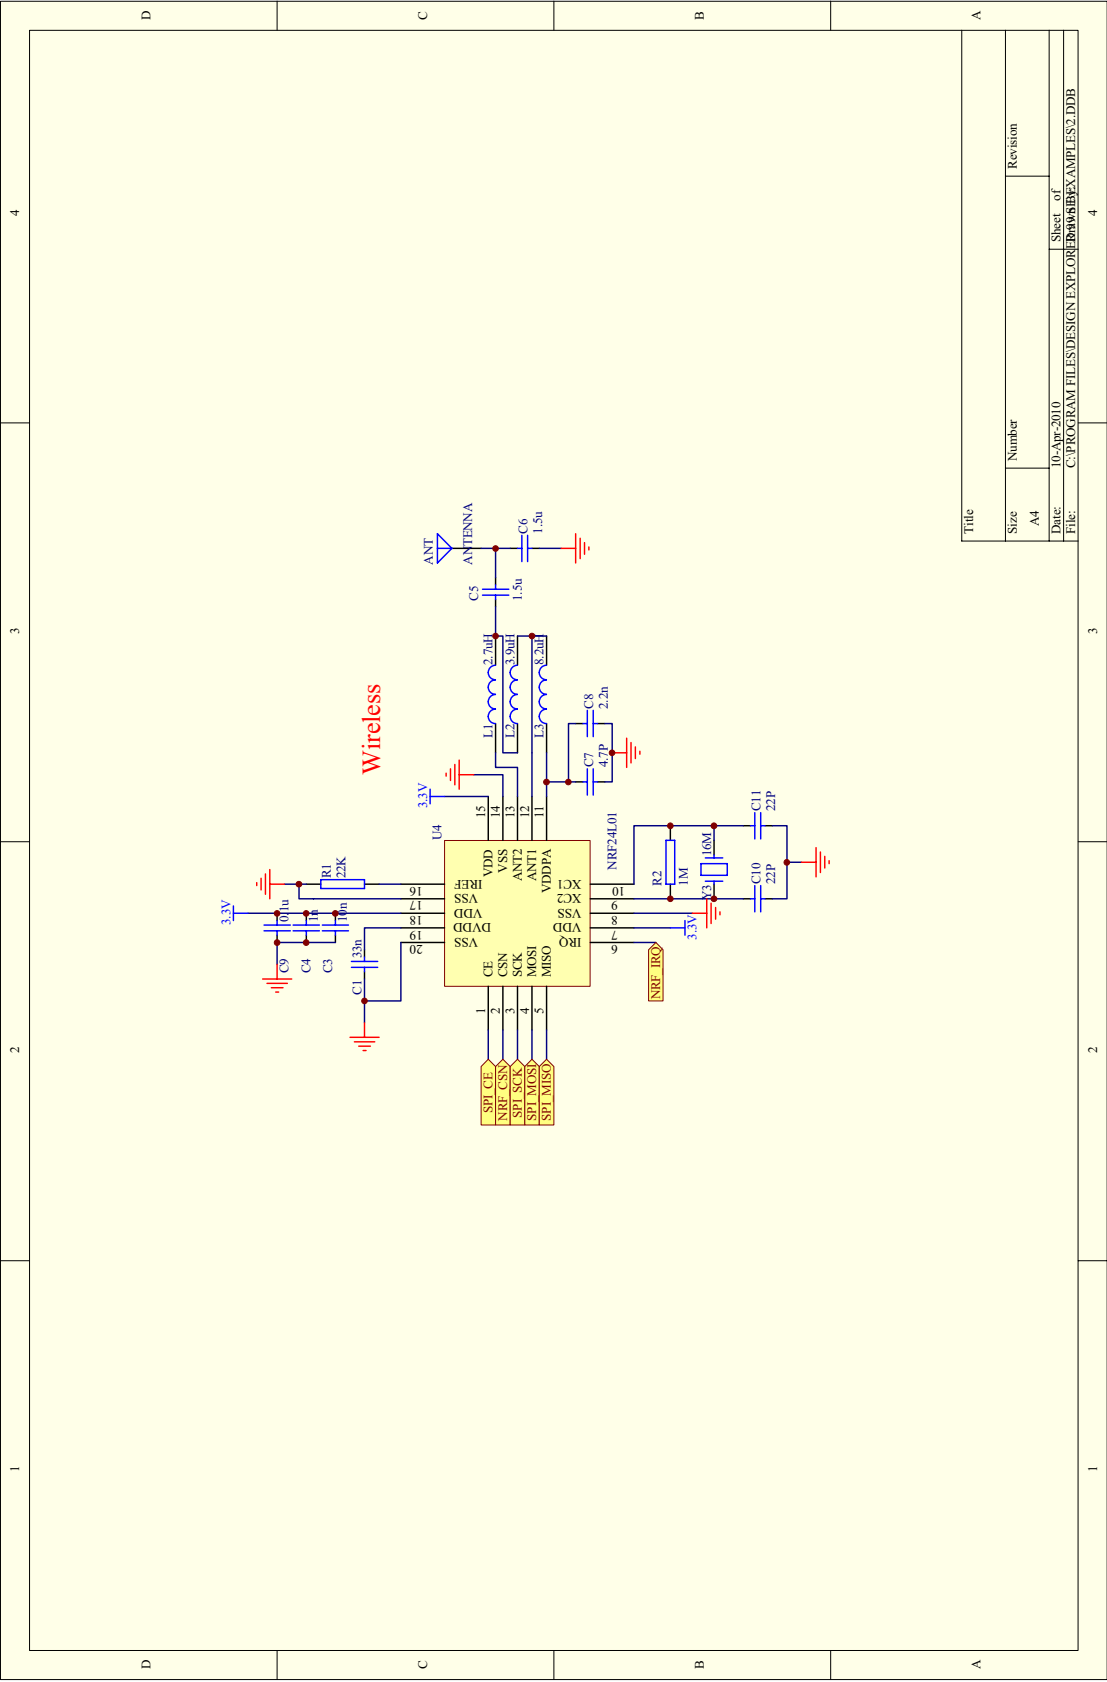 1
2
3
4
D
C
B
A
Wireless
3.3V
C9
0.1u
C4
1n
C3
10n
C1
33n
R1
22K
U4
NRF24L01
20
19
18
17
16
VSS
DVDD
VDD
VSS
IREF
SPI_CE
NRF_CSN
SPI_SCK
SPI_MOSI
SPI_MISO
1
2
3
4
5
CE
CSN
SCK
MOSI
MISO
VDD
VSS
ANT2
ANT1
VDDPA
15
14
13
12
11
IRQ
VDD
VSS
XC2
XC1
6
7
8
9
10
NRF_IRQ
3.3V
3.3V
L1
2.7uH
L2
3.9uH
L3
8.2uH
C5
1.5u
ANT
ANTENNA
C6
1.5u
C7
4.7P
C8
2.2n
R2
1M
Y3
16M
C10
22P
C11
22P
Title
Size
Number
Revision
A4
Date:
10-Apr-2010
Sheet of
File:
C:\PROGRAM FILES\DESIGN EXPLORER 99 SE\EXAMPLES\2.DDB
Drawn By:
1
2
3
4
D
C
B
A